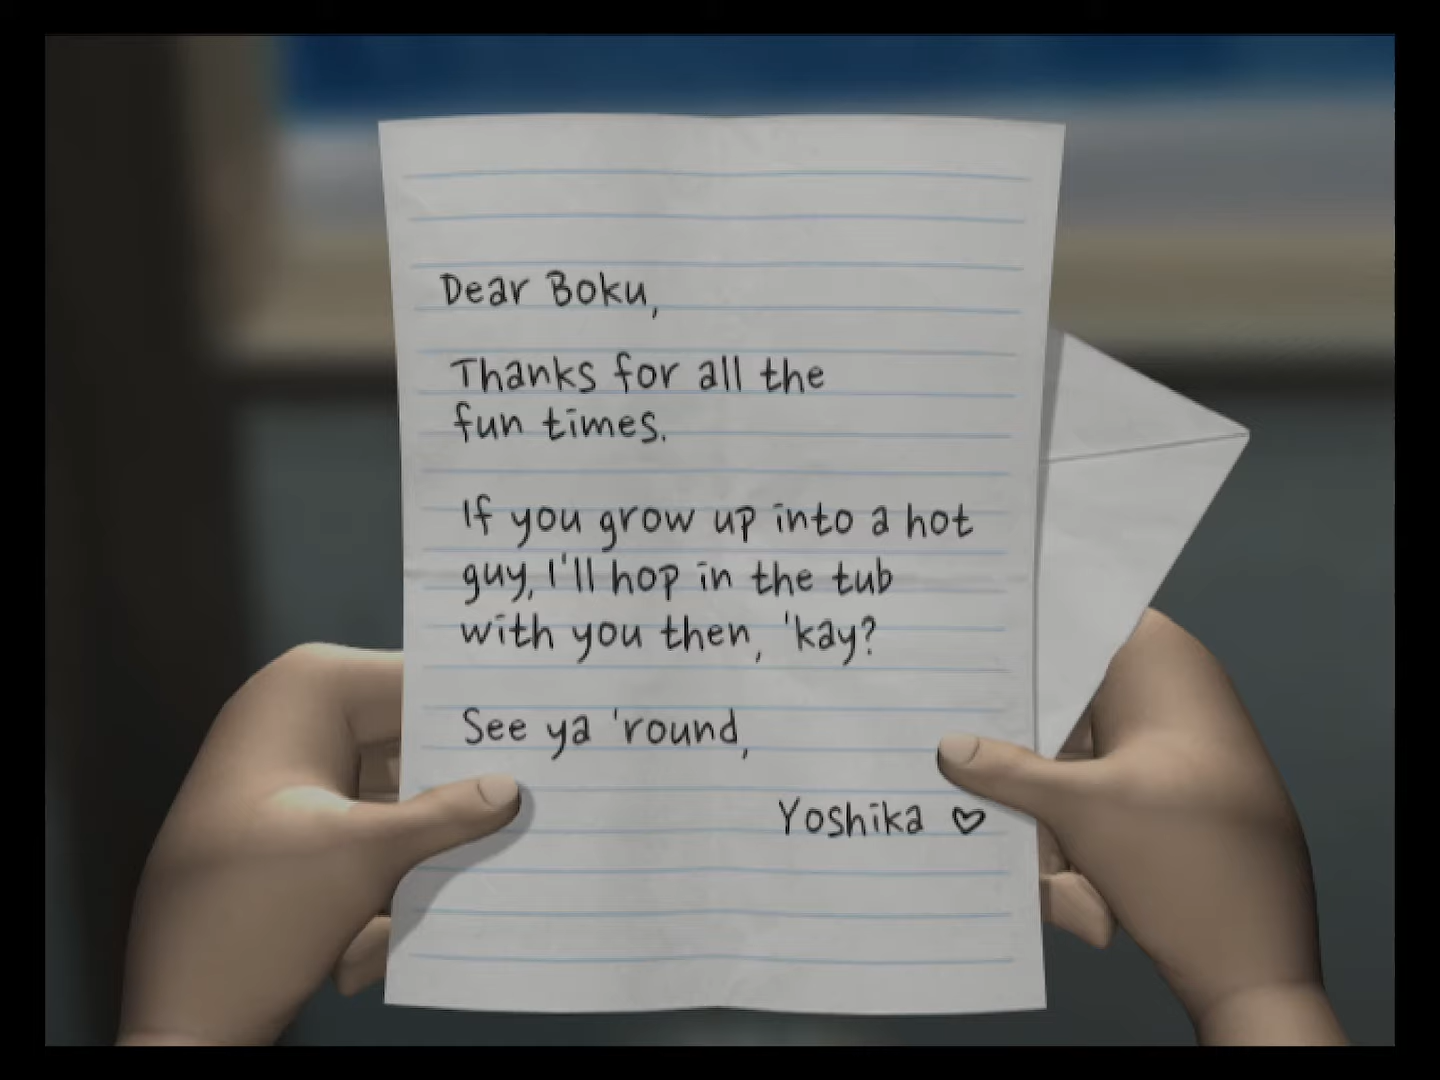 Dear Boku,
Thanks for all the
fun times.
If you grow up into a hot
guy, I'll hop in the tub
with you then, 'kay?
See ya 'round,
Yoshika ♡